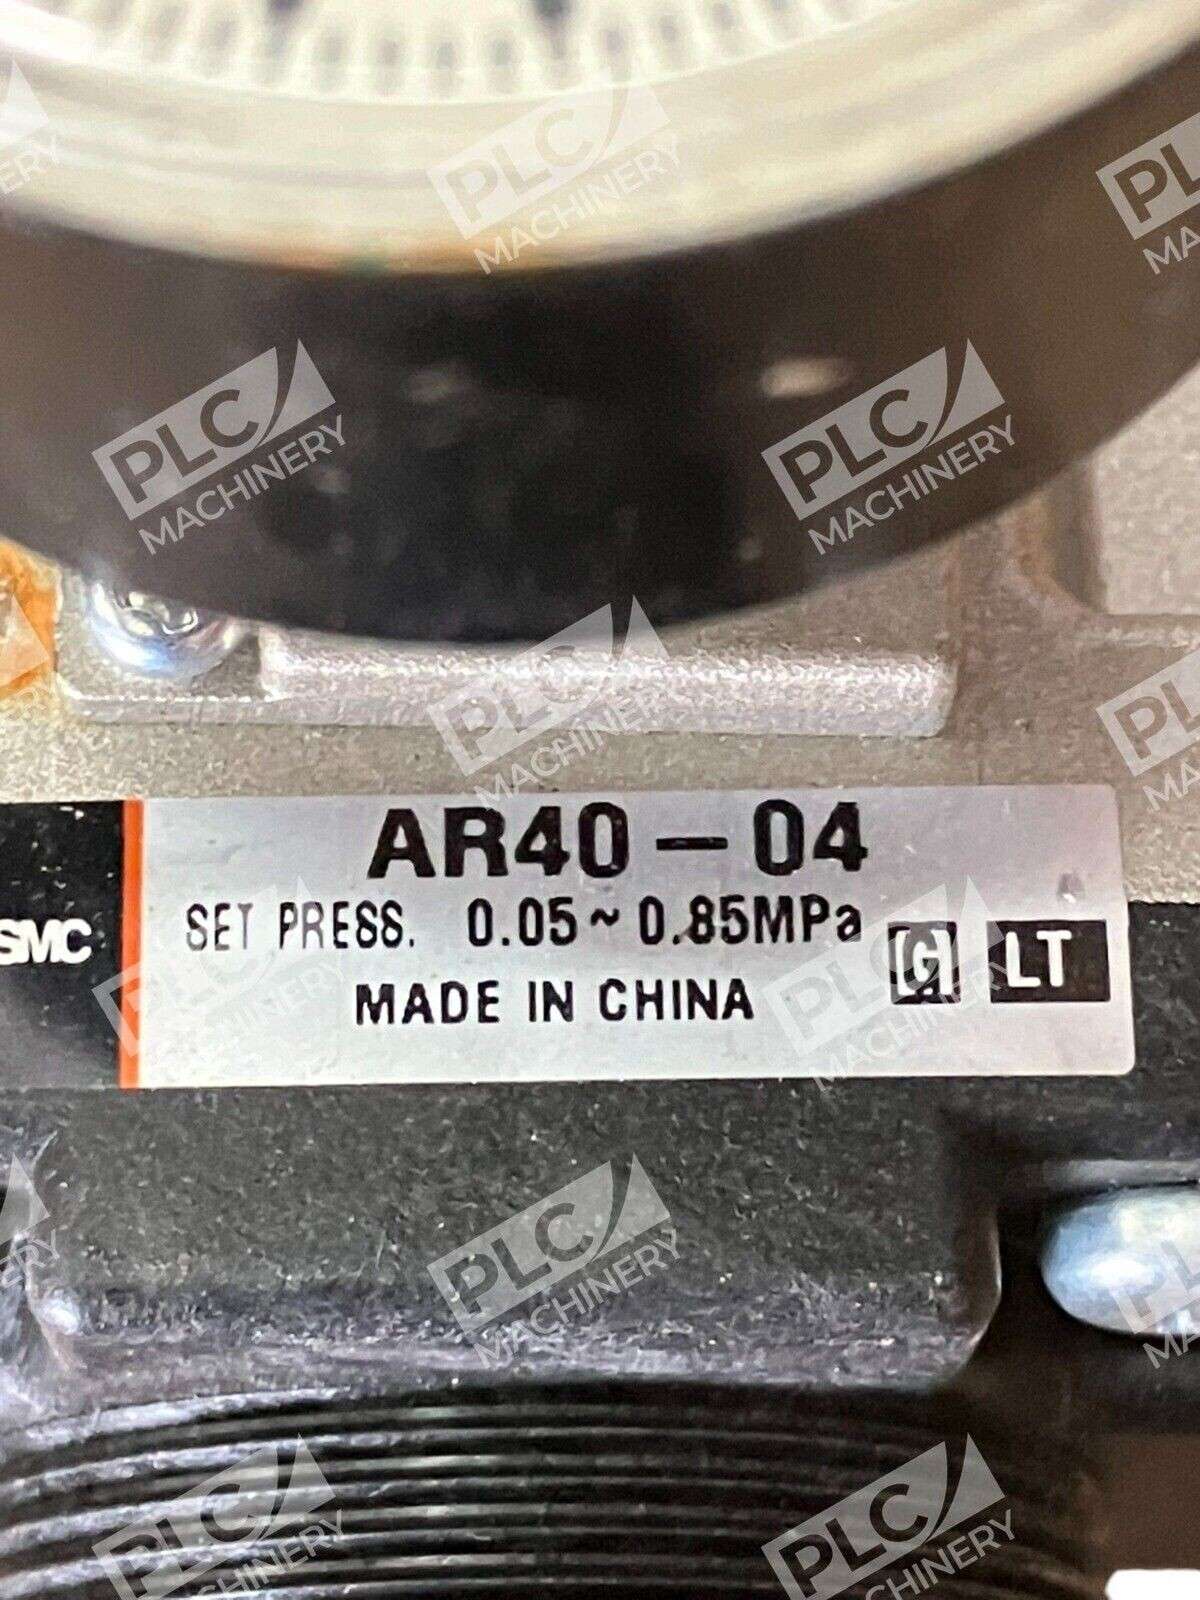 AR40-04
SET PRESS. 0.05~0.85MPa
SMC
[G] LT
MADE IN CHINA
PLC MACHINERY